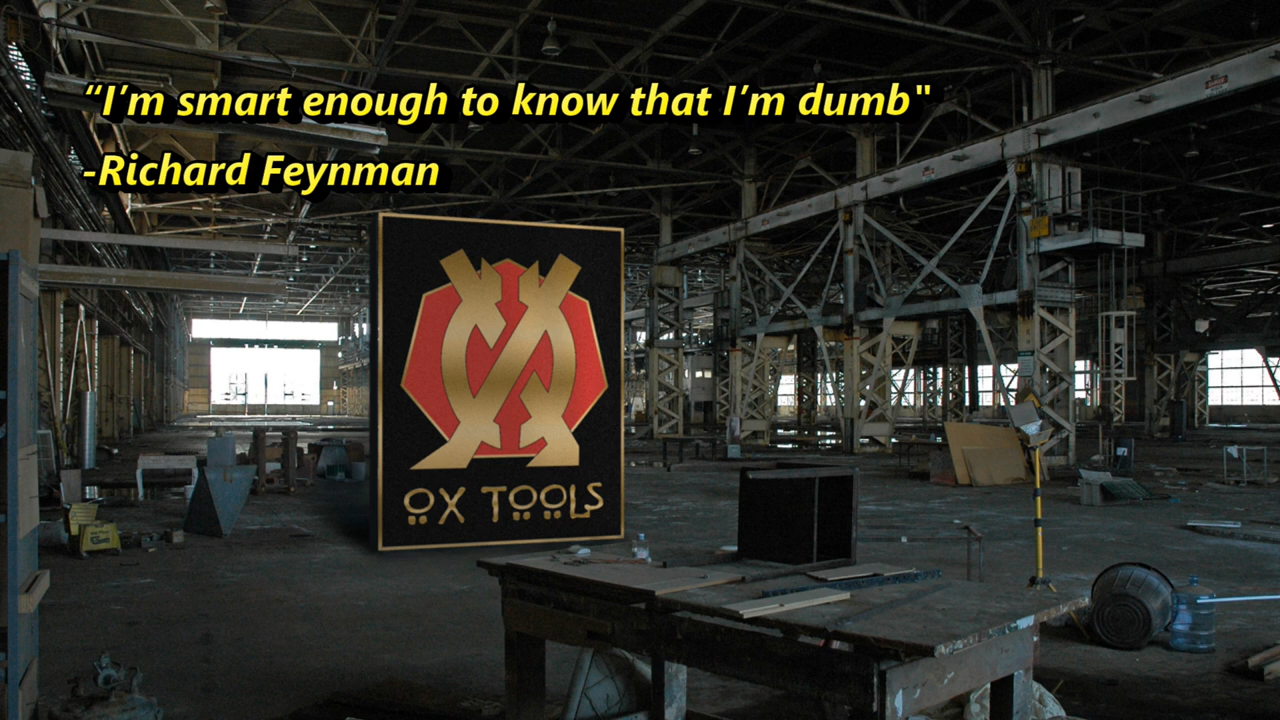 “I’m smart enough to know that I’m dumb"
-Richard Feynman
OX TOOLS